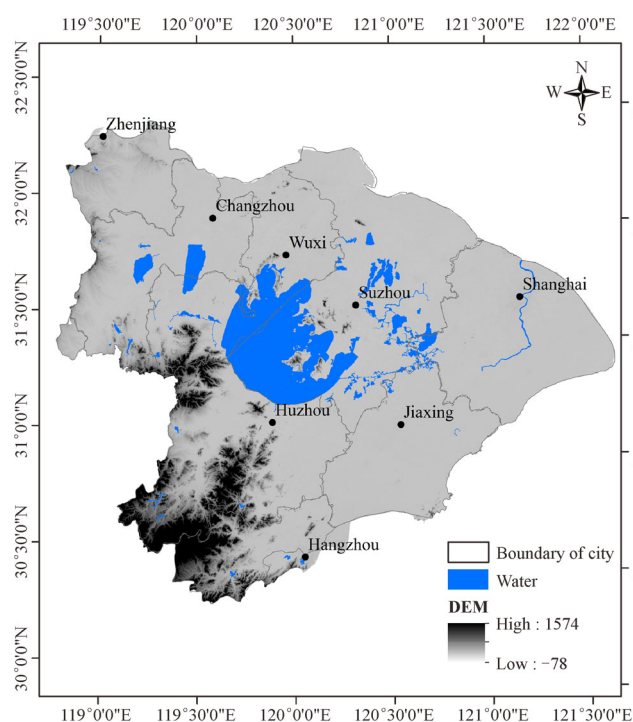 119°30'0"E 120°0'0"E 120°30'0"E 121°0'0"E 121°30'0"E 122°0'0"E
32°30'0"N
32°0'0"N
31°30'0"N
31°0'0"N
30°30'0"N
30°0'0"N
N
W E
S
Zhenjiang
Changzhou
Wuxi
Suzhou
Shanghai
Huzhou
Jiaxing
Hangzhou
Boundary of city
Water
DEM
High : 1574
Low : −78
119°0'0"E 119°30'0"E 120°0'0"E 120°30'0"E 121°0'0"E 121°30'0"E